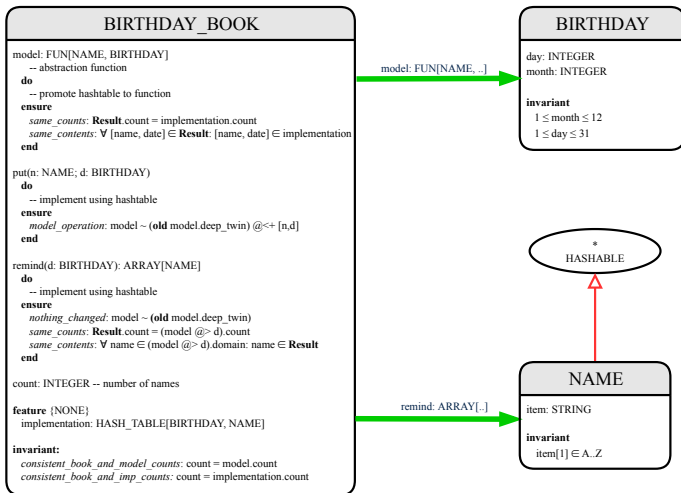 BIRTHDAY_BOOK
model: FUN[NAME, BIRTHDAY]
-- abstraction function
do
-- promote hashtable to function
ensure
same_counts: Result.count = implementation.count
same_contents: ∀ [name, date] ∈ Result: [name, date] ∈ implementation
end
put(n: NAME; d: BIRTHDAY)
do
-- implement using hashtable
ensure
model_operation: model ~ (old model.deep_twin) @<+ [n,d]
end
remind(d: BIRTHDAY): ARRAY[NAME]
do
-- implement using hashtable
ensure
nothing_changed: model ~ (old model.deep_twin)
same_counts: Result.count = (model @> d).count
same_contents: ∀ name ∈ (model @> d).domain: name ∈ Result
end
count: INTEGER -- number of names
feature {NONE}
implementation: HASH_TABLE[BIRTHDAY, NAME]
invariant:
consistent_book_and_model_counts: count = model.count
consistent_book_and_imp_counts: count = implementation.count
model: FUN[NAME, ..]
remind: ARRAY[..]
BIRTHDAY
day: INTEGER
month: INTEGER
invariant
1 ≤ month ≤ 12
1 ≤ day ≤ 31
*
HASHABLE
NAME
item: STRING
invariant
item[1] ∈ A..Z